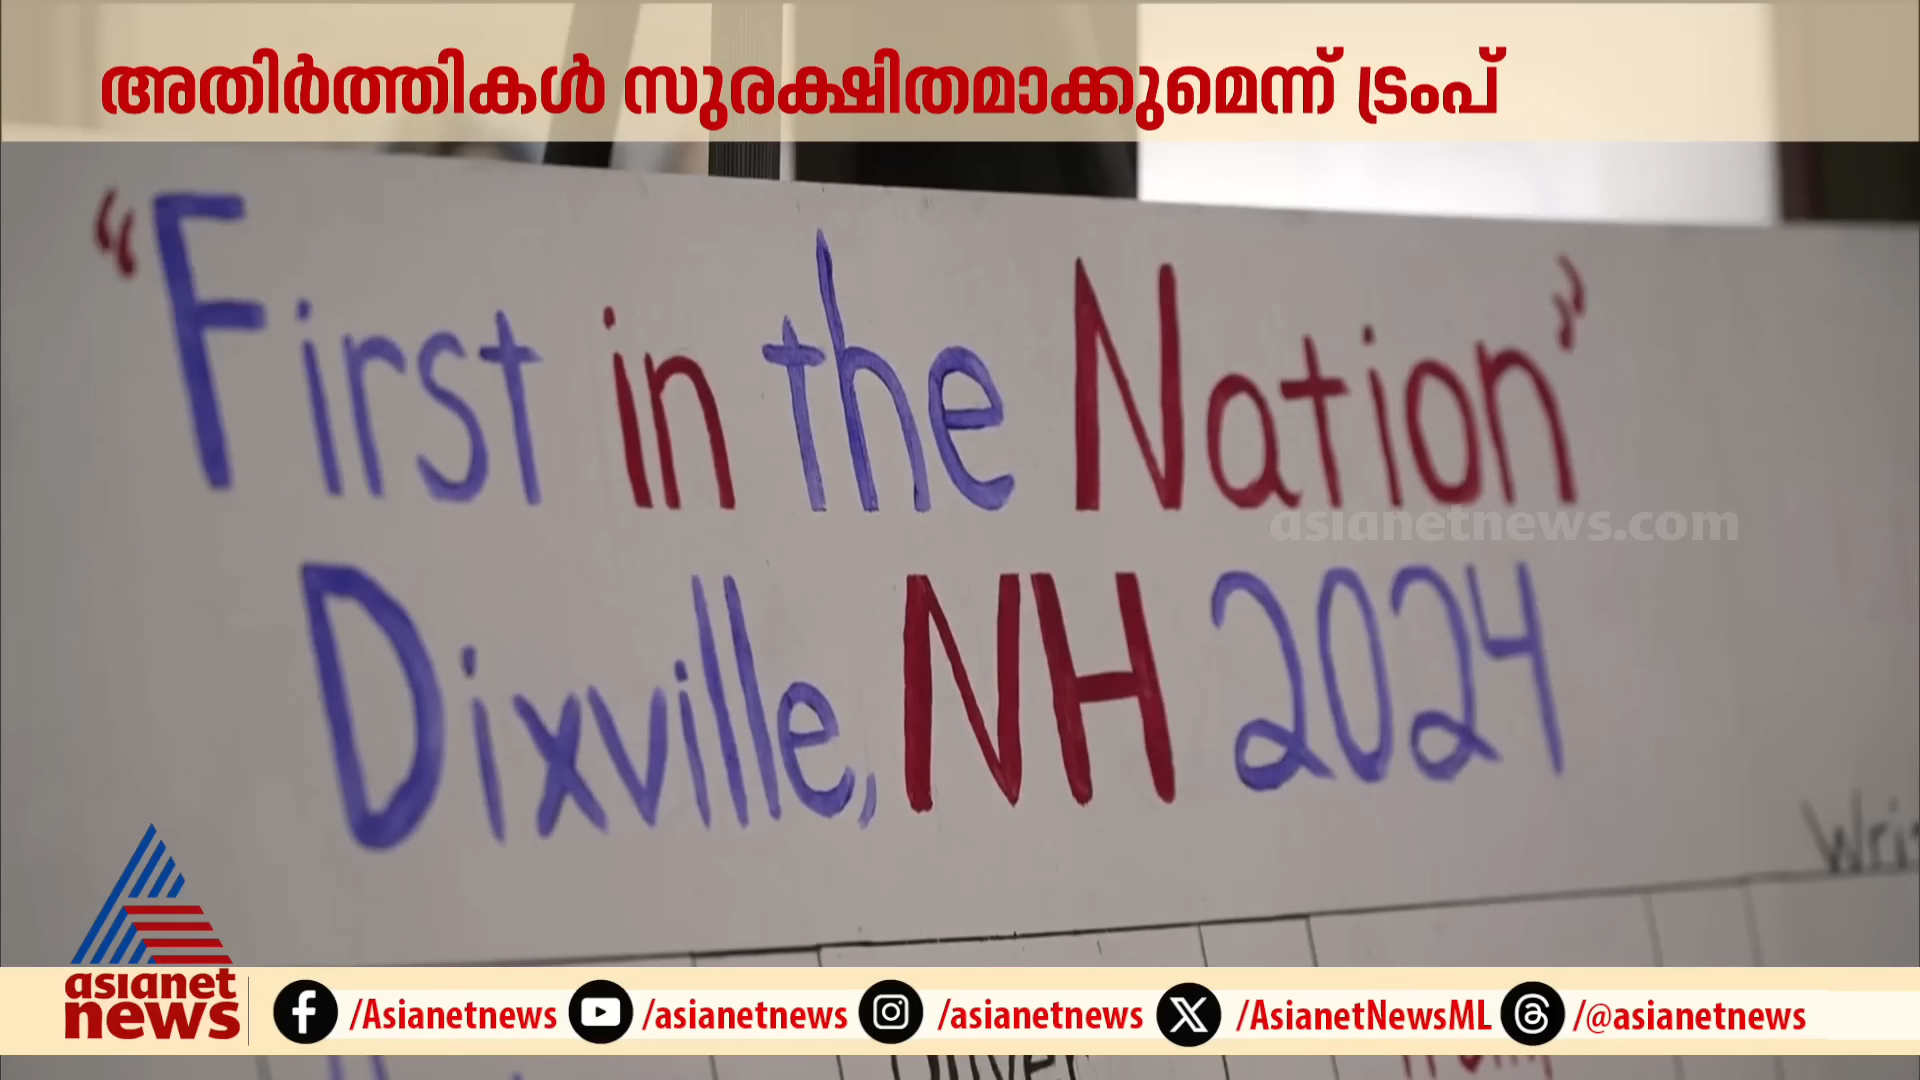 അതിർത്തികൾ സുരക്ഷിതമാക്കുമെന്ന് ട്രംപ്
"First in the Nation"
asianetnews.com
Dixville, NH 2024
asianet
news
/Asianetnews
/asianetnews
/asianetnews
/AsianetNewsML
/@asianetnews